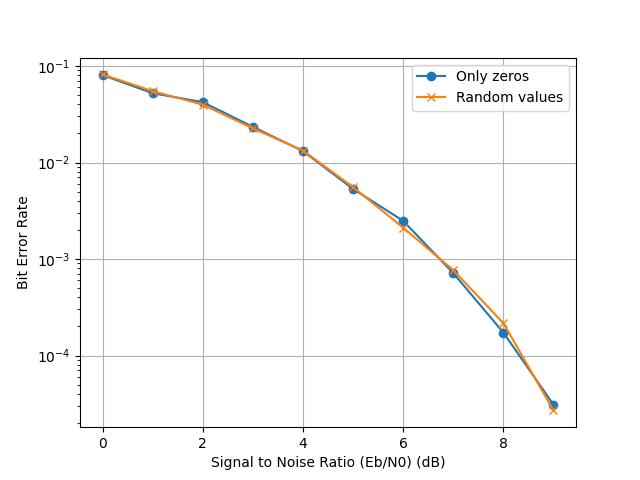 Only zeros
Random values
10⁻¹
10⁻²
10⁻³
10⁻⁴
Bit Error Rate
0 2 4 6 8
Signal to Noise Ratio (Eb/N0) (dB)